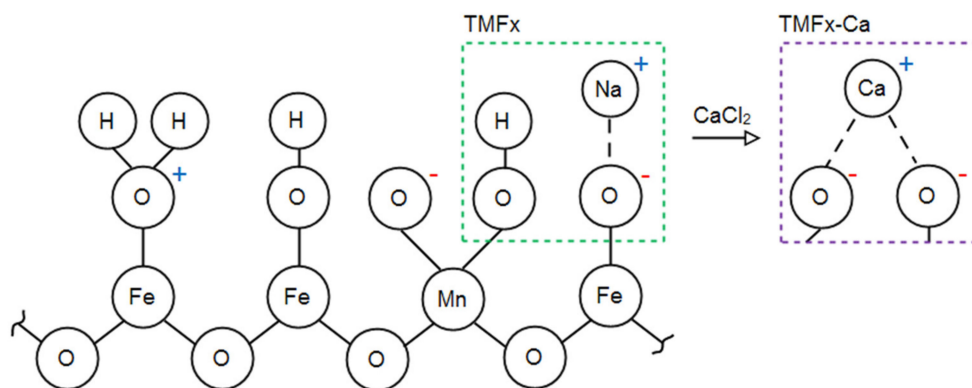 TMFx
TMFx-Ca
Na +
Ca +
H H H H
CaCl₂
O + O O - O O - O - O -
Fe Fe Mn Fe
O O O O